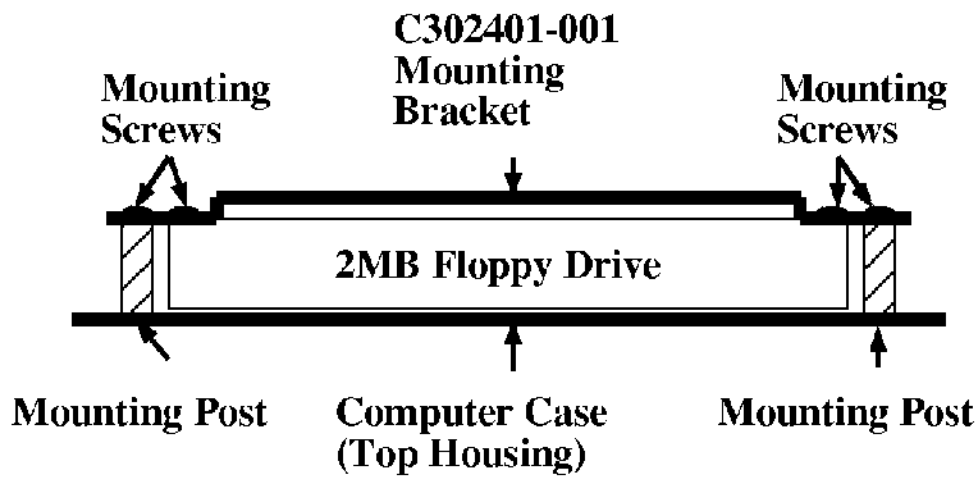 C302401-001
Mounting
Bracket
Mounting
Screws
Mounting
Screws
2MB Floppy Drive
Mounting Post
Computer Case
(Top Housing)
Mounting Post